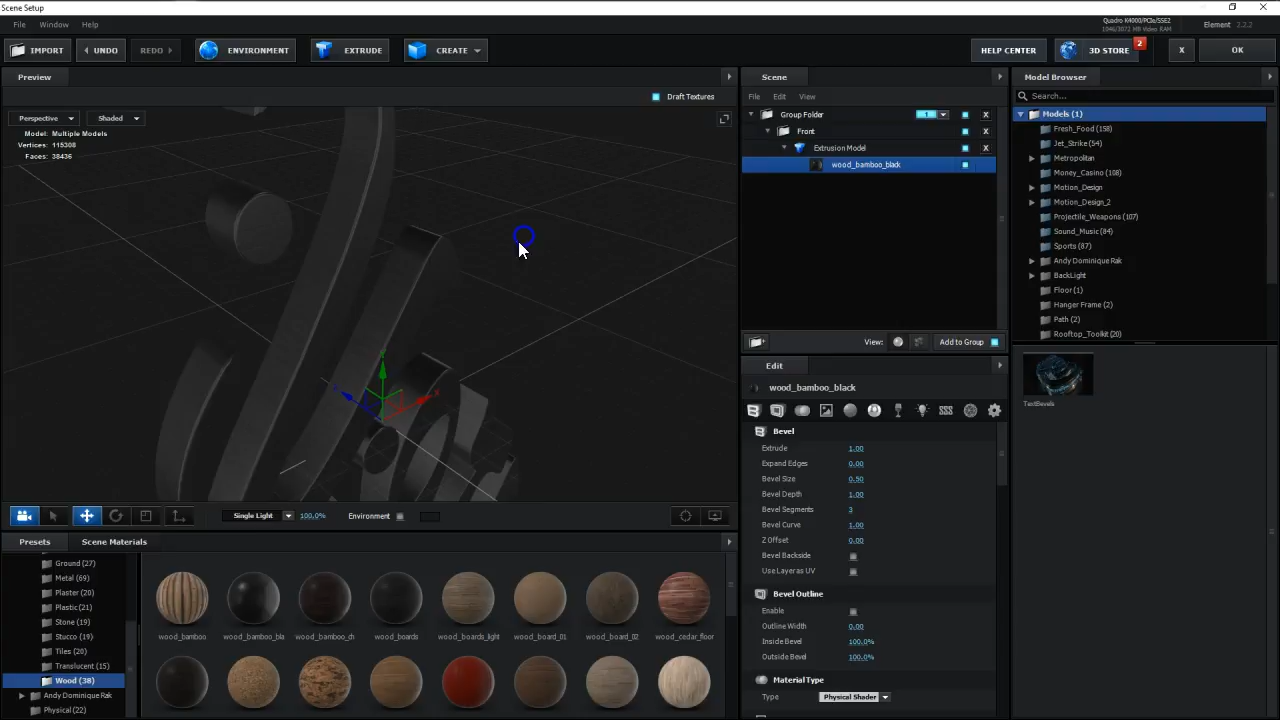 Scene Setup
File Window Help
Quadro K4000/PCIe/SSE2
1946/3072 MB Video RAM
Element 2.2.2
IMPORT UNDO REDO ENVIRONMENT EXTRUDE CREATE HELP CENTER 3D STORE 2 X OK
Preview
Draft Textures
Perspective Shaded
Model: Multiple Models
Vertices: 115308
Faces: 38436
X
Single Light 100.0% Environment
Presets Scene Materials
Ground (27)
Metal (69)
Plaster (20)
Plastic (21)
Stone (19)
Stucco (19)
Tiles (20)
Translucent (15)
Wood (38)
Andy Dominique Rak
Physical (22)
wood_bamboo wood_bamboo_bla wood_bamboo_ch wood_boards wood_boards_light wood_board_01 wood_board_02 wood_cedar_floor
Scene
File Edit View
Group Folder 1 X
Front X
Extrusion Model X
wood_bamboo_black
View: Add to Group
Edit
wood_bamboo_black
Bevel
Extrude 1.00
Expand Edges 0.00
Bevel Size 0.50
Bevel Depth 1.00
Bevel Segments 3
Bevel Curve 1.00
Z Offset 0.00
Bevel Backside
Use Layer as UV
Bevel Outline
Enable
Outline Width 0.00
Inside Bevel 100.0%
Outside Bevel 100.0%
Material Type
Type Physical Shader
Model Browser
Search...
Models (1)
Fresh_Food (158)
Jet_Strike (54)
Metropolitan
Money_Casino (108)
Motion_Design
Motion_Design_2
Projectile_Weapons (107)
Sound_Music (84)
Sports (87)
Andy Dominique Rak
BackLight
Floor (1)
Hanger Frame (2)
Path (2)
Rooftop_Toolkit (20)
TextBevels